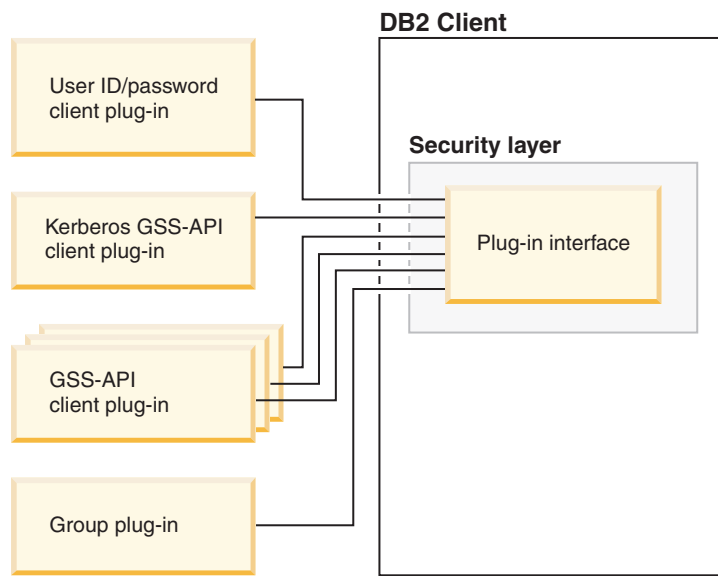 DB2 Client
User ID/password
client plug-in
Security layer
Kerberos GSS-API
client plug-in
Plug-in interface
GSS-API
client plug-in
Group plug-in